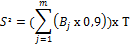 S² = (∑_{j=1}^{m}(B_j x 0,9))x T